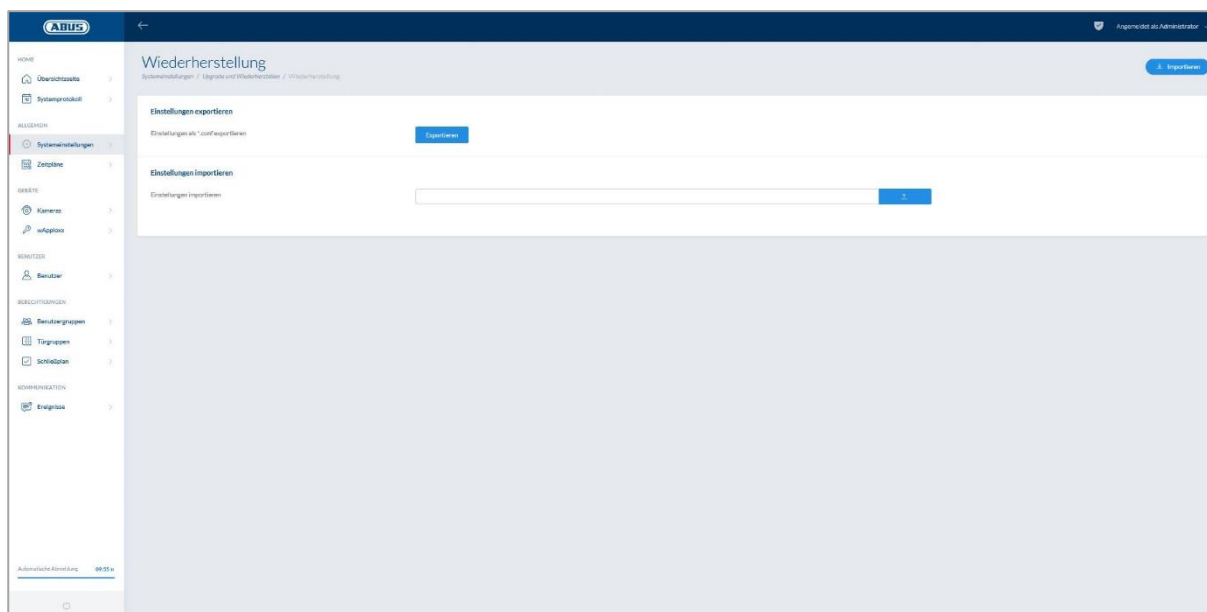 ABUS
Angemeldet als Administrator
HOME
Übersichtsseite
Systemprotokoll
ALLGEMEIN
Systemeinstellungen
Zeitpläne
GERÄTE
Kameras
wAppLoxx
BENUTZER
Benutzer
BERECHTIGUNGEN
Benutzergruppen
Türgruppen
Schließplan
KOMMUNIKATION
Ereignisse
Automatische Abmeldung 09:55
Wiederherstellung
Systemeinstellungen / Upgrade und Wiederherstellen / Wiederherstellung
Importieren
Einstellungen exportieren
Einstellungen als *.conf exportieren
Exportieren
Einstellungen importieren
Einstellungen importieren